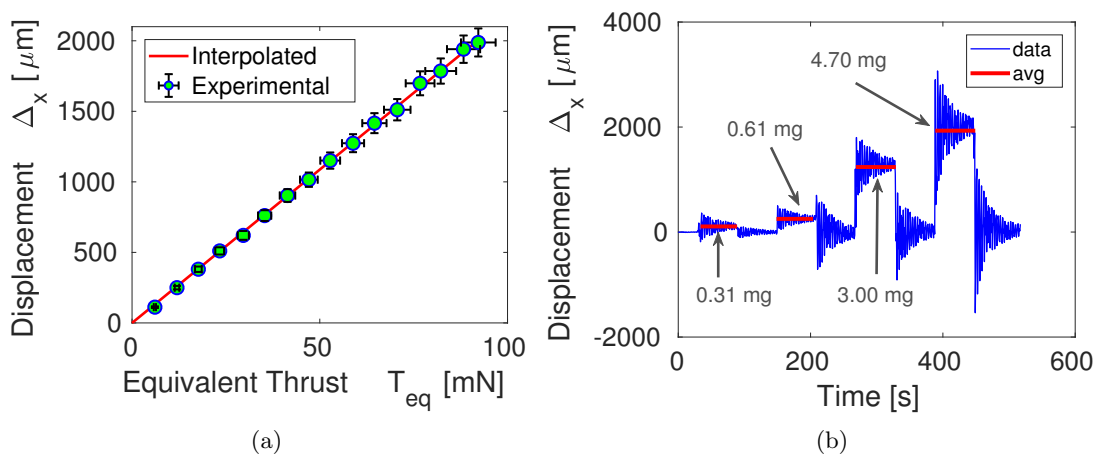 2000
1500
1000
500
0
0
50
100
Displacement Δx [μm]
Equivalent Thrust Teq [mN]
Interpolated
Experimental
(a)
4000
2000
0
-2000
0
200
400
600
Displacement Δx [μm]
Time [s]
data
avg
4.70 mg
0.61 mg
0.31 mg
3.00 mg
(b)